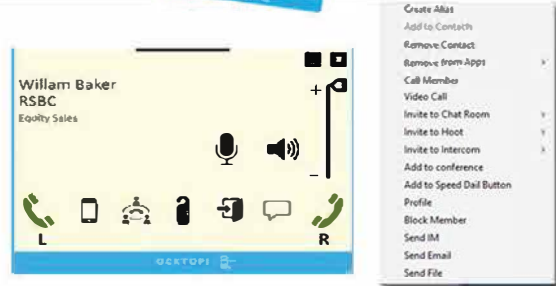 Willam Baker
RSBC
Equity Sales
+
−
L
R
OCKTOPI
Create Alias
Add to Contacts
Remove Contact
Remove from Apps
Call Member
Video Call
Invite to Chat Room
Invite to Hoot
Invite to Intercom
Add to conference
Add to Speed Dail Button
Profile
Block Member
Send IM
Send Email
Send File